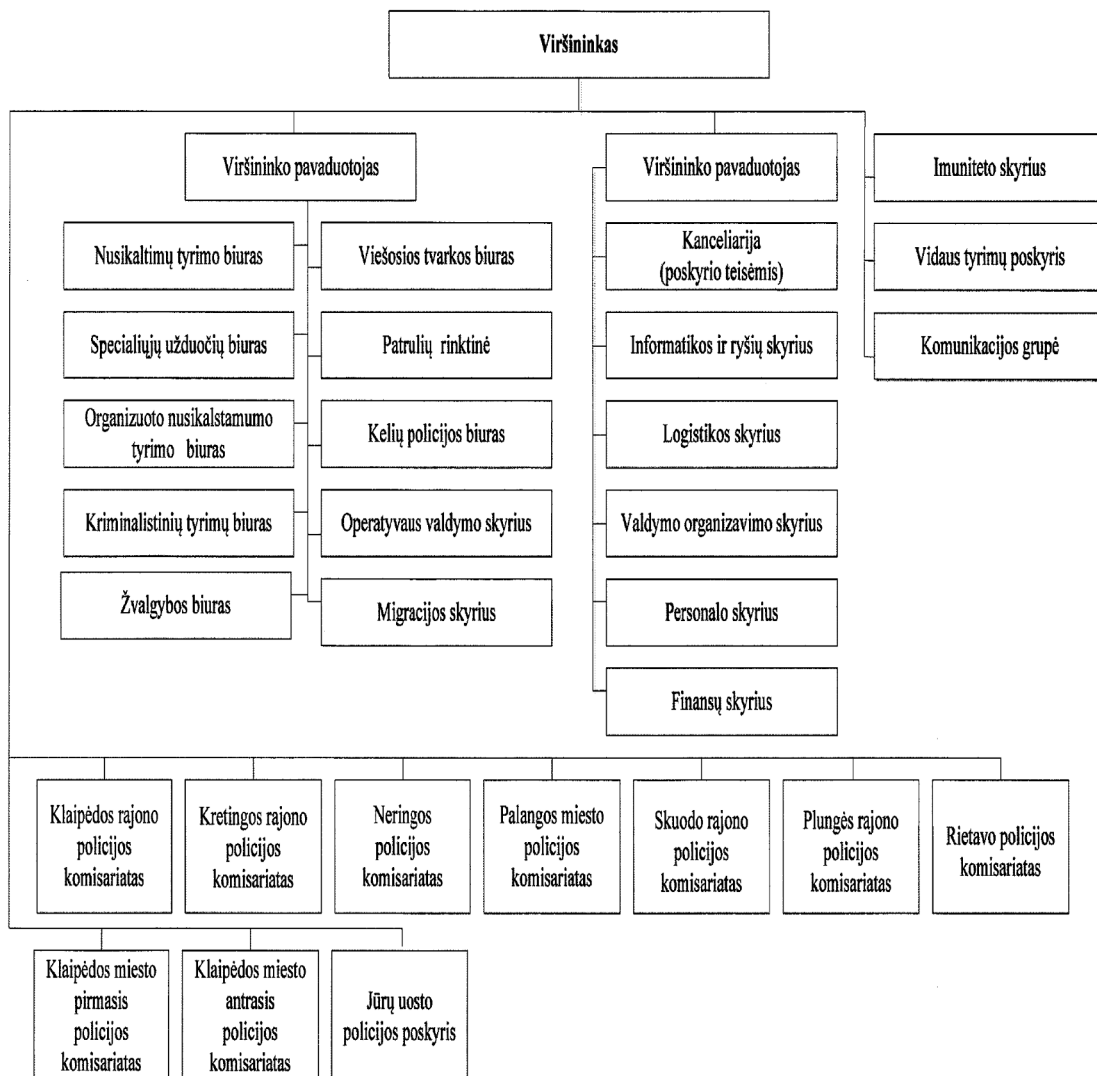 Viršininkas
Viršininko pavaduotojas
Nusikaltimų tyrimo biuras
Specialiųjų užduočių biuras
Organizuoto nusikalstamumo
tyrimo biuras
Kriminalistinių tyrimų biuras
Žvalgybos biuras
Viešosios tvarkos biuras
Patrulių rinktinė
Kelių policijos biuras
Operatyvaus valdymo skyrius
Migracijos skyrius
Viršininko pavaduotojas
Kanceliarija
(poskyrio teisėmis)
Informatikos ir ryšių skyrius
Logistikos skyrius
Valdymo organizavimo skyrius
Personalo skyrius
Finansų skyrius
Imuniteto skyrius
Vidaus tyrimų poskyris
Komunikacijos grupė
Klaipėdos rajono
policijos
komisariatas
Kretingos rajono
policijos
komisariatas
Neringos
policijos
komisariatas
Palangos miesto
policijos
komisariatas
Skuodo rajono
policijos
komisariatas
Plungės rajono
policijos
komisariatas
Rietavo policijos
komisariatas
Klaipėdos miesto
pirmasis
policijos
komisariatas
Klaipėdos miesto
antrasis
policijos
komisariatas
Jūrų uosto
policijos poskyris